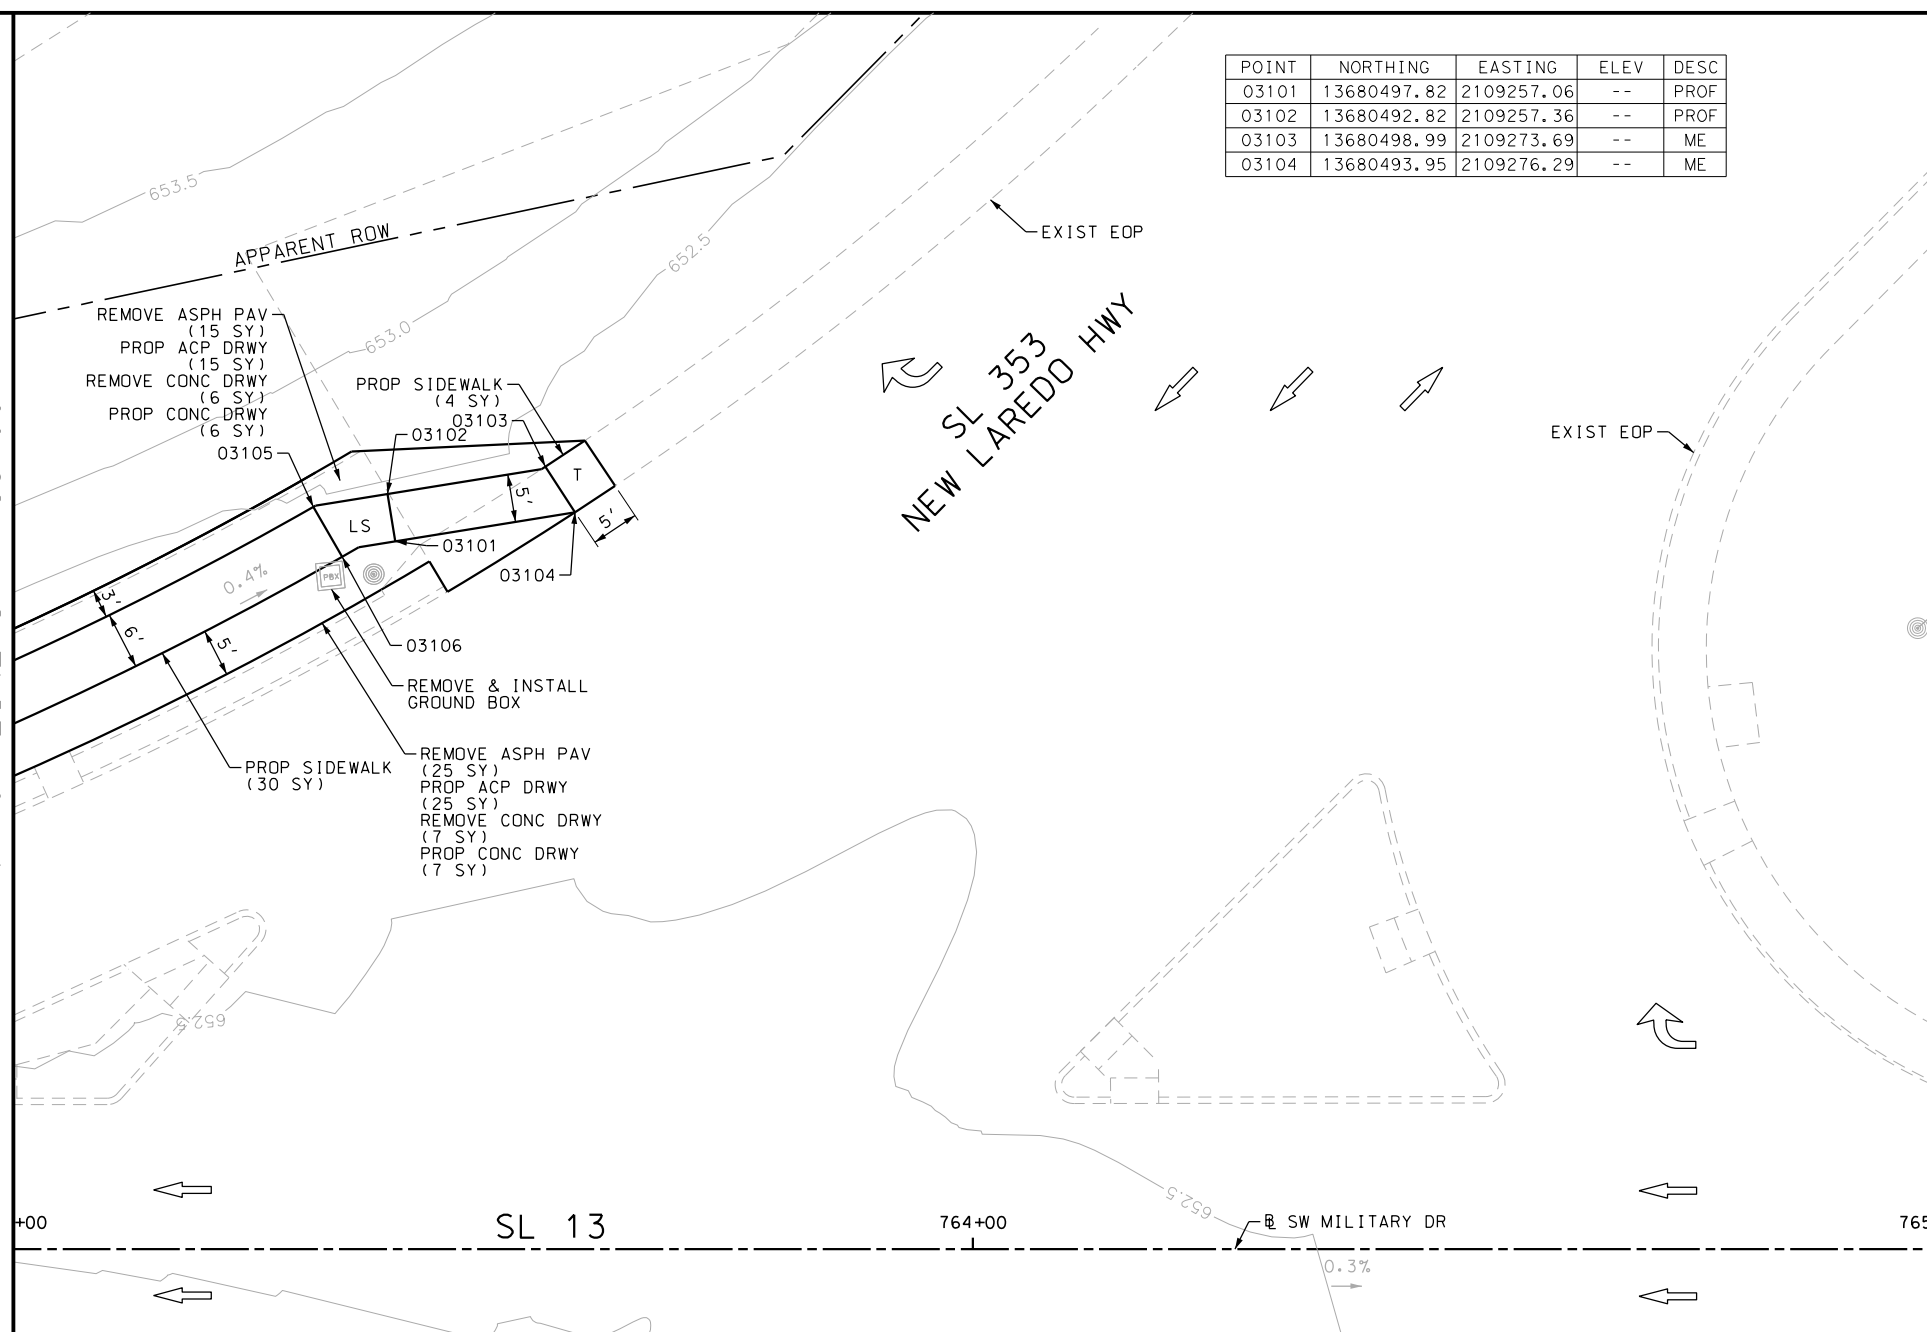 POINT NORTHING EASTING ELEV DESC
03101 13680497.82 2109257.06 -- PROF
03102 13680492.82 2109257.36 -- PROF
03103 13680498.99 2109273.69 -- ME
03104 13680493.95 2109276.29 -- ME
653.5
APPARENT ROW
652.5
EXIST EOP
653.0
REMOVE ASPH PAV
(15 SY)
PROP ACP DRWY
(15 SY)
REMOVE CONC DRWY
(6 SY)
PROP CONC DRWY
(6 SY)
PROP SIDEWALK
(4 SY)
03103
03102
03105
SL 353
NEW LAREDO HWY
EXIST EOP
T
5'
5'
LS
03101
03104
PBX
0.4%
3'
6'
5'
03106
REMOVE & INSTALL
GROUND BOX
PROP SIDEWALK
(30 SY)
REMOVE ASPH PAV
(25 SY)
PROP ACP DRWY
(25 SY)
REMOVE CONC DRWY
(7 SY)
PROP CONC DRWY
(7 SY)
652.5
652.5
+00
SL 13
764+00
BL SW MILITARY DR
765
0.3%